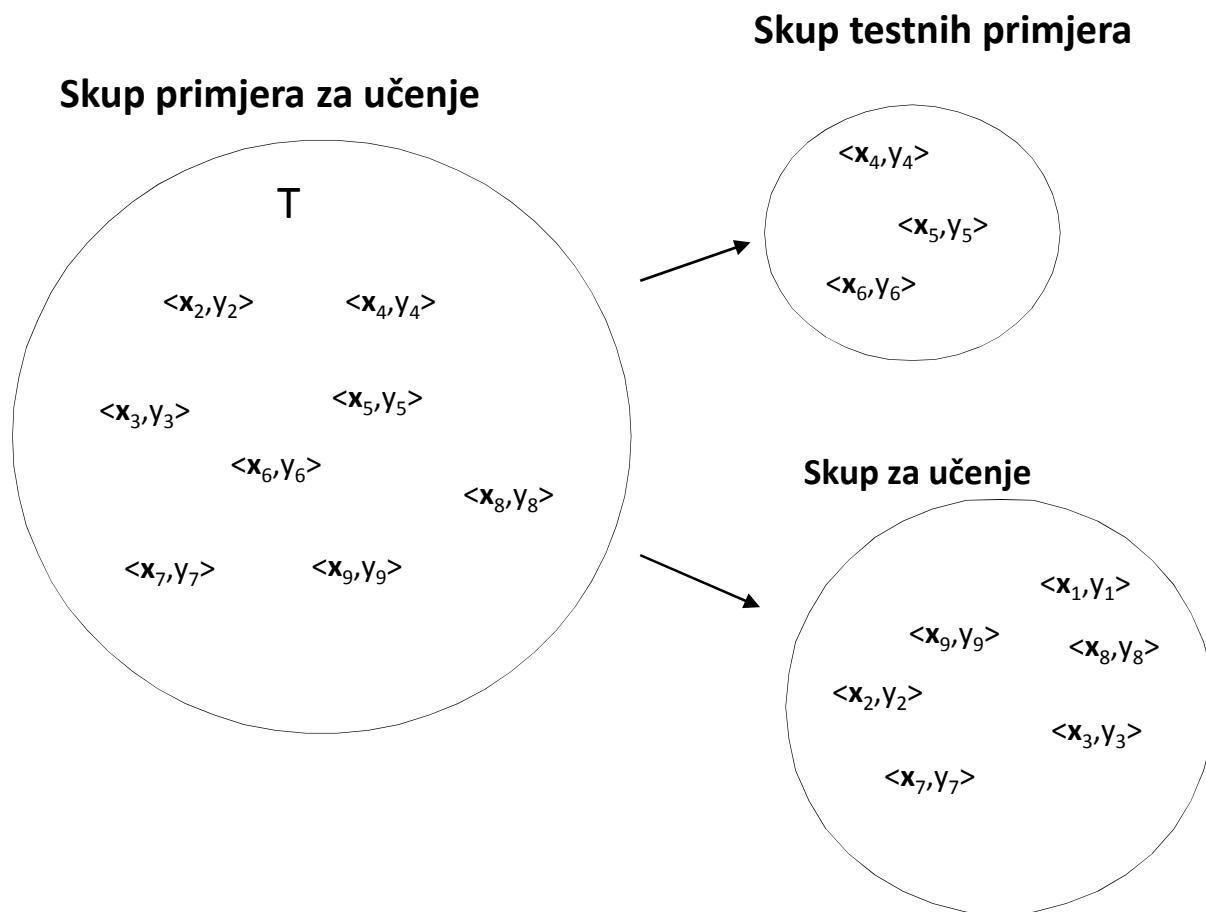 Skup testnih primjera
Skup primjera za učenje
T
<x2,y2> <x4,y4>
<x3,y3> <x5,y5>
<x6,y6>
<x8,y8>
<x7,y7> <x9,y9>
<x4,y4>
<x5,y5>
<x6,y6>
Skup za učenje
<x1,y1>
<x9,y9> <x8,y8>
<x2,y2>
<x3,y3>
<x7,y7>